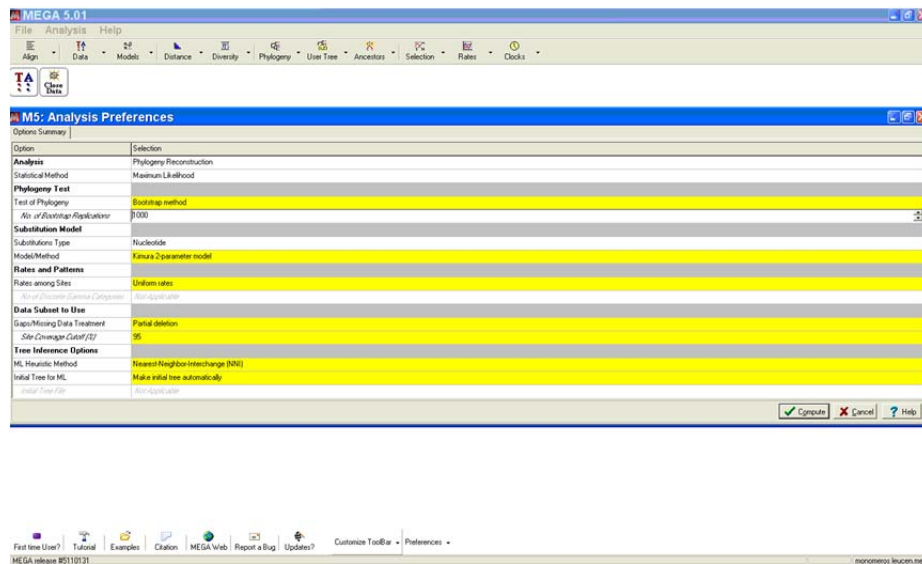 MEGA 5.01
File Analysis Help
Align Data Models Distance Diversity Phylogeny User Tree Ancestors Selection Rates Clocks
TA Close Data
M5: Analysis Preferences
Options Summary
Option Selection
Analysis Phylogeny Reconstruction
Statistical Method Maximum Likelihood
Phylogeny Test
Test of Phylogeny Bootstrap method
No. of Bootstrap Replications 1000
Substitution Model
Substitutions Type Nucleotide
Model/Method Kimura 2-parameter model
Rates and Patterns
Rates among Sites Uniform rates
No of Discrete Gamma Categories Not Applicable
Data Subset to Use
Gaps/Missing Data Treatment Partial deletion
Site Coverage Cutoff (%) 95
Tree Inference Options
ML Heuristic Method Nearest-Neighbor-Interchange (NNI)
Initial Tree for ML Make initial tree automatically
Initial Tree File Not Applicable
Compute Cancel ? Help
First time User? Tutorial Examples Citation MEGA Web Report a Bug Updates? Customize ToolBar Preferences
MEGA release #5110131 monomeros leucen.me